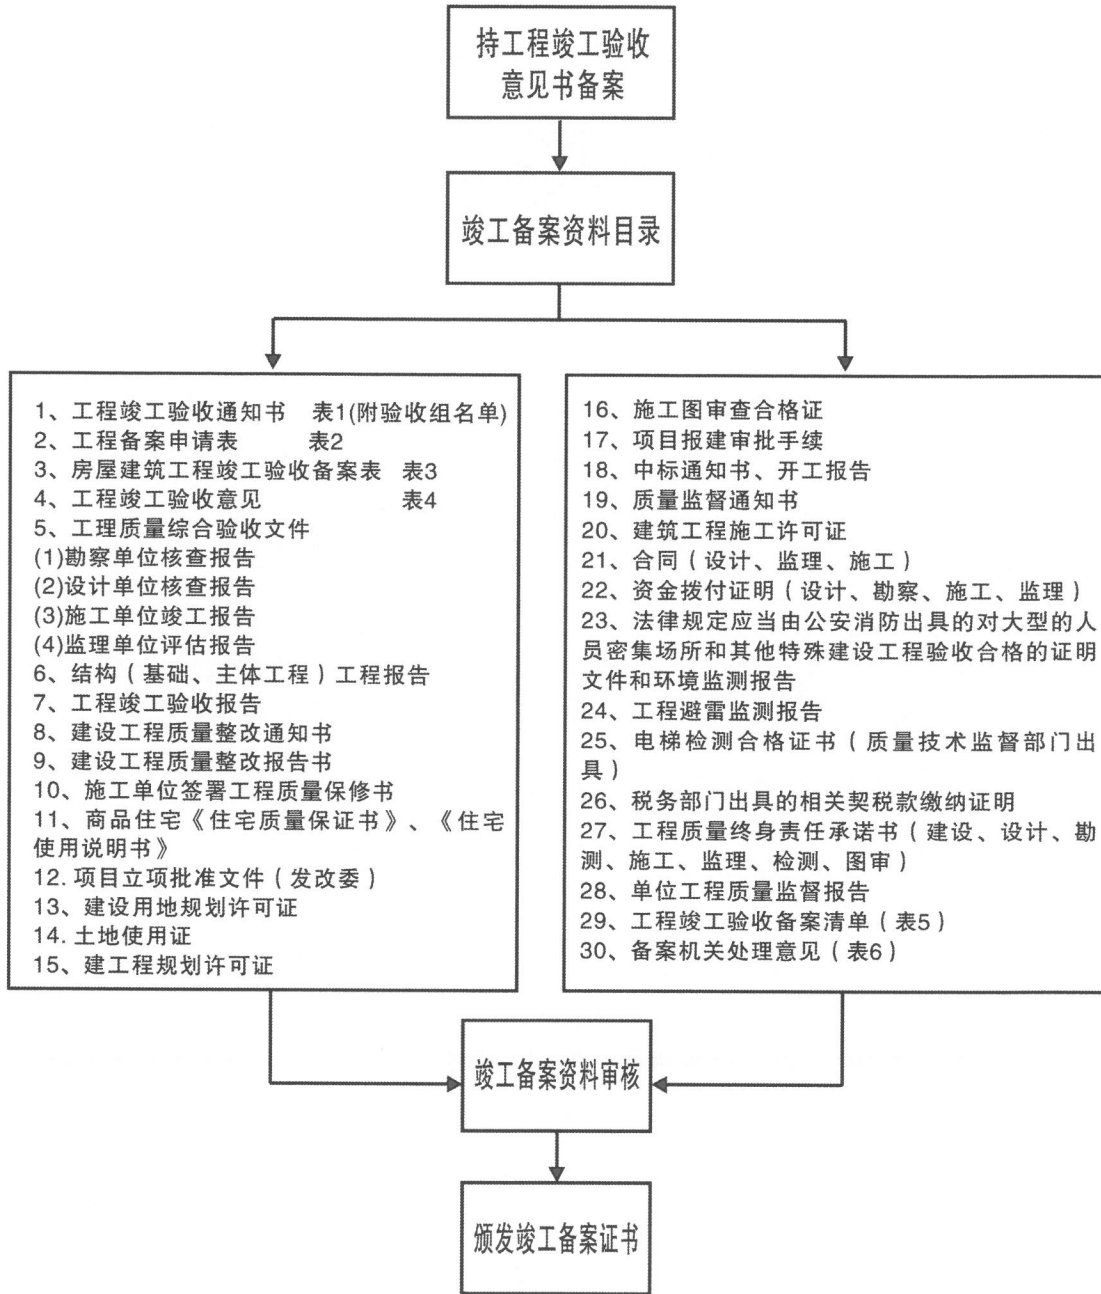 持工程竣工验收
意见书备案
竣工备案资料目录
1、工程竣工验收通知书 表1(附验收组名单)
2、工程备案申请表 表2
3、房屋建筑工程竣工验收备案表 表3
4、工程竣工验收意见 表4
5、工理质量综合验收文件
(1)勘察单位核查报告
(2)设计单位核查报告
(3)施工单位竣工报告
(4)监理单位评估报告
6、结构（基础、主体工程）工程报告
7、工程竣工验收报告
8、建设工程质量整改通知书
9、建设工程质量整改报告书
10、施工单位签署工程质量保修书
11、商品住宅《住宅质量保证书》、《住宅
使用说明书》
12.项目立项批准文件（发改委）
13、建设用地规划许可证
14.土地使用证
15、建工程规划许可证
16、施工图审查合格证
17、项目报建审批手续
18、中标通知书、开工报告
19、质量监督通知书
20、建筑工程施工许可证
21、合同（设计、监理、施工）
22、资金拨付证明（设计、勘察、施工、监理）
23、法律规定应当由公安消防出具的对大型的人
员密集场所和其他特殊建设工程验收合格的证明
文件和环境监测报告
24、工程避雷监测报告
25、电梯检测合格证书（质量技术监督部门出
具）
26、税务部门出具的相关契税款缴纳证明
27、工程质量终身责任承诺书（建设、设计、勘
测、施工、监理、检测、图审）
28、单位工程质量监督报告
29、工程竣工验收备案清单（表5）
30、备案机关处理意见（表6）
竣工备案资料审核
颁发竣工备案证书